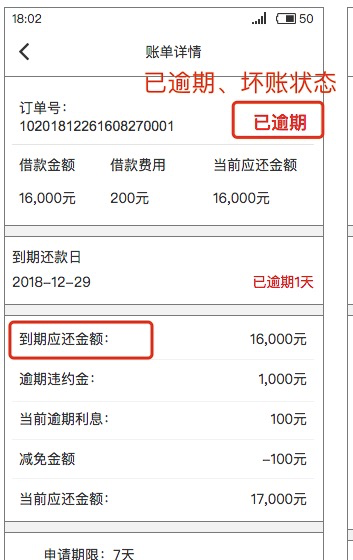 18:02 50
账单详情
已逾期、坏账状态
订单号：
10201812261608270001 已逾期
借款金额 借款费用 当前应还金额
16,000元 200元 16,000元
到期还款日
2018-12-29 已逾期1天
到期应还金额： 16,000元
逾期违约金： 1,000元
当前逾期利息： 100元
减免金额 -100元
当前应还金额： 17,000元
申请期限： 7天